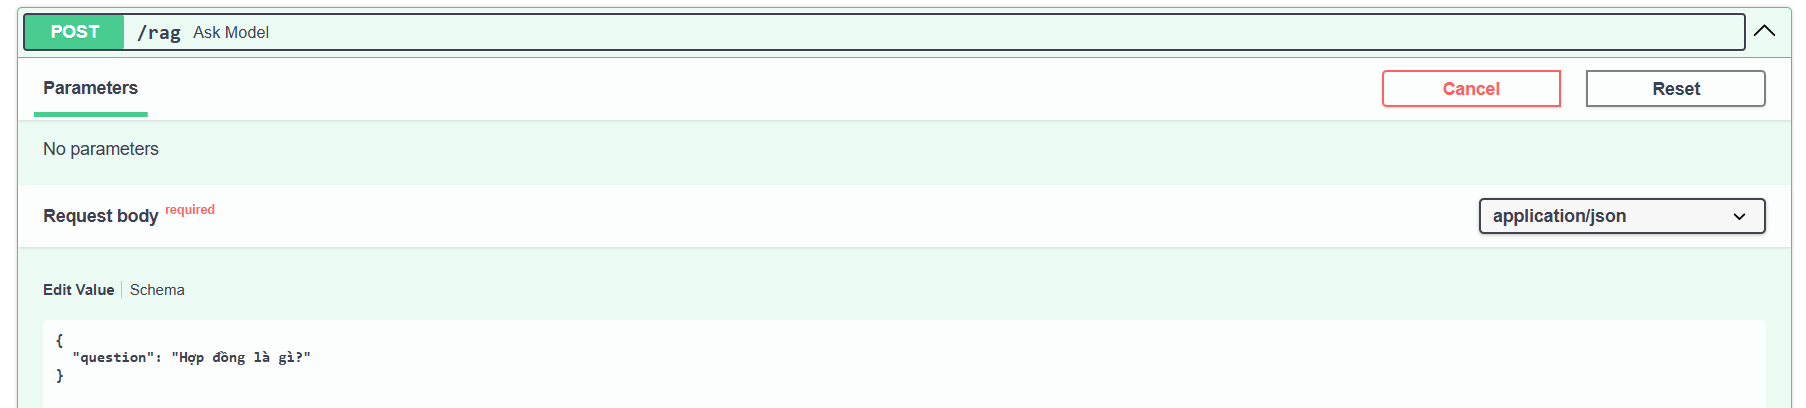 POST /rag Ask Model
Parameters Cancel Reset
No parameters
Request body required application/json
Edit Value Schema
{
"question": "Hợp đồng là gì?"
}